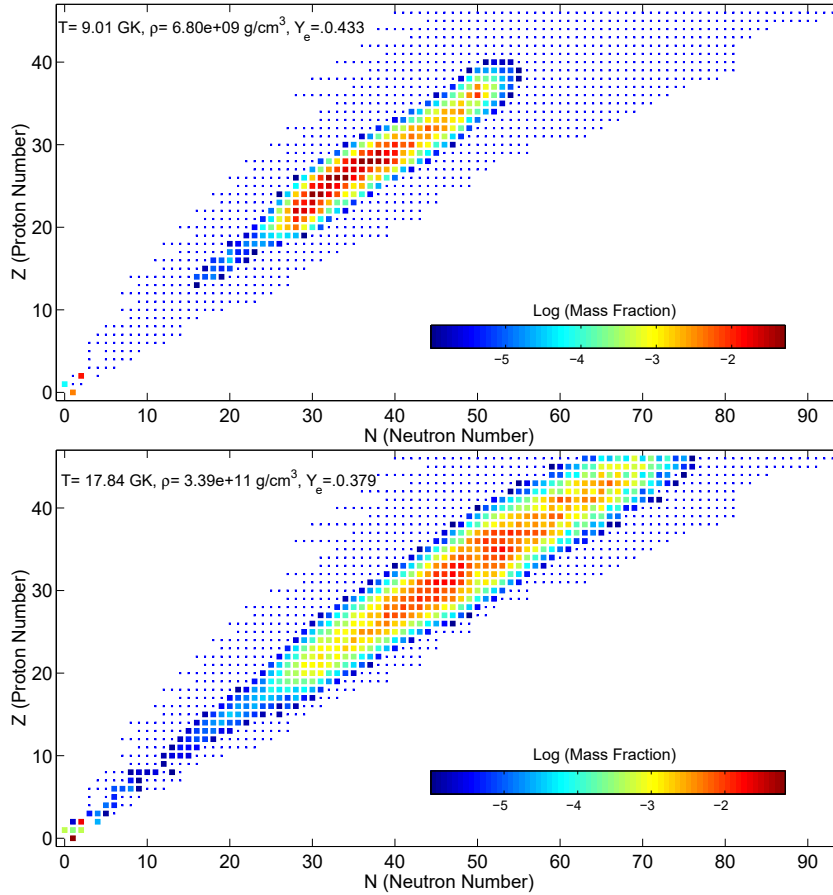 T= 9.01 GK, ρ= 6.80e+09 g/cm³, Yₑ=.0.433
40
30
20
10
0
Z (Proton Number)
Log (Mass Fraction)
−5 −4 −3 −2
0 10 20 30 40 50 60 70 80 90
N (Neutron Number)
T= 17.84 GK, ρ= 3.39e+11 g/cm³, Yₑ=.0.379
40
30
20
10
0
Z (Proton Number)
Log (Mass Fraction)
−5 −4 −3 −2
0 10 20 30 40 50 60 70 80 90
N (Neutron Number)